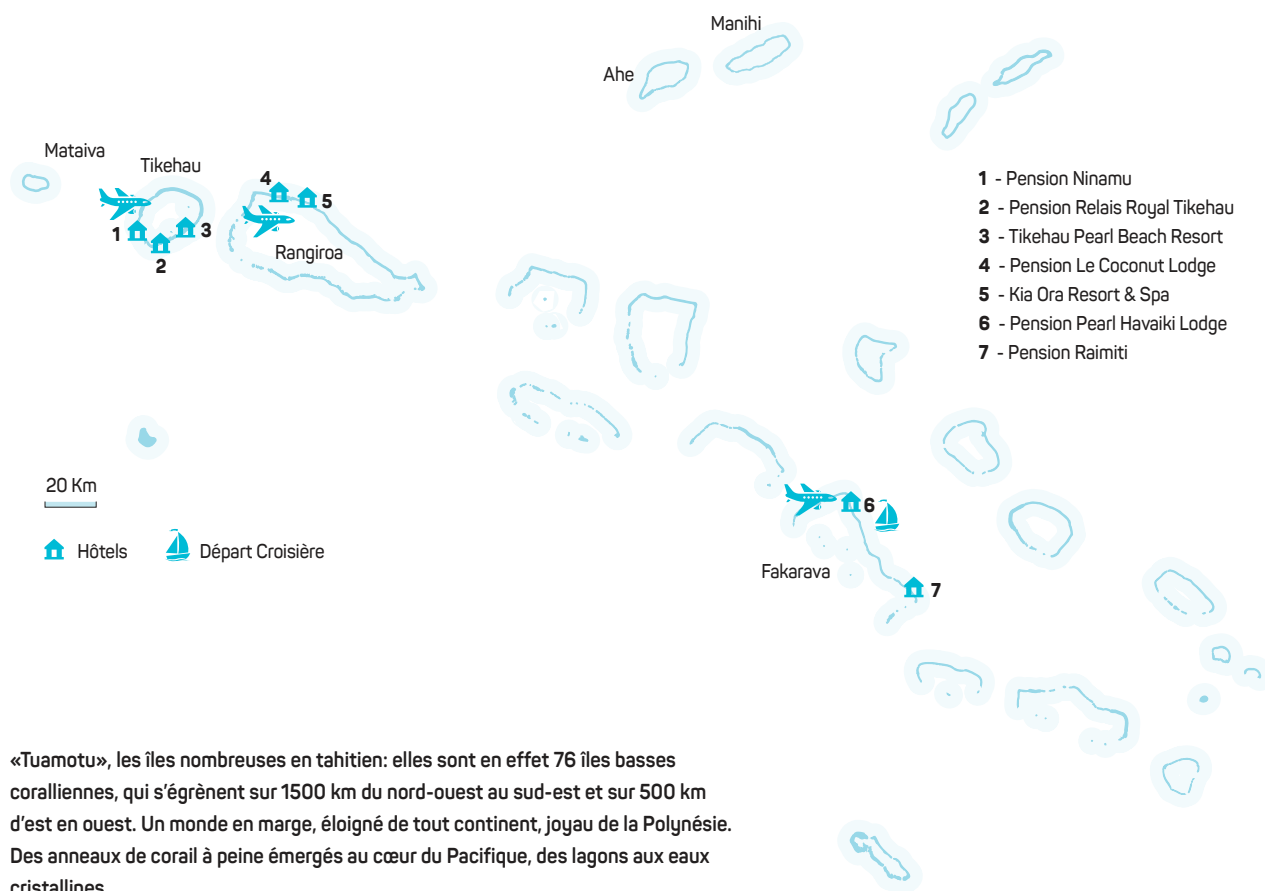 Manihi
Ahe
Mataiva
Tikehau
4
5
1
3
2
Rangiroa
1 - Pension Ninamu
2 - Pension Relais Royal Tikehau
3 - Tikehau Pearl Beach Resort
4 - Pension Le Coconut Lodge
5 - Kia Ora Resort & Spa
6 - Pension Pearl Havaiki Lodge
7 - Pension Raimiti
20 Km
Hôtels
Départ Croisière
6
Fakarava
7
«Tuamotu», les îles nombreuses en tahitien: elles sont en effet 76 îles basses
coralliennes, qui s'égrènent sur 1500 km du nord-ouest au sud-est et sur 500 km
d'est en ouest. Un monde en marge, éloigné de tout continent, joyau de la Polynésie.
Des anneaux de corail à peine émergés au cœur du Pacifique, des lagons aux eaux
cristallines